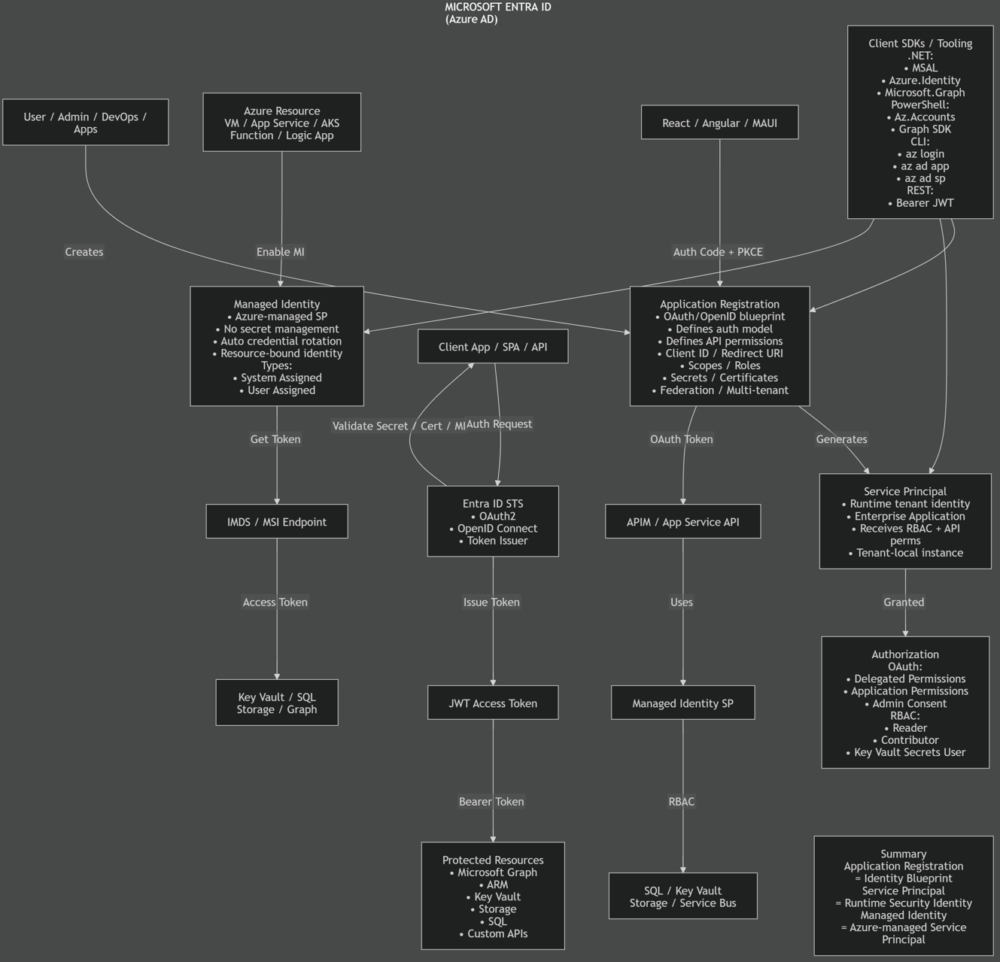 MICROSOFT ENTRA ID
(Azure AD)
Client SDKs / Tooling
.NET:
• MSAL
• Azure.Identity
• Microsoft.Graph
PowerShell:
• Az.Accounts
• Graph SDK
CLI:
• az login
• az ad app
• az ad sp
REST:
• Bearer JWT
User / Admin / DevOps /
Apps
Azure Resource
VM / App Service / AKS
Function / Logic App
React / Angular / MAUI
Creates
Enable MI
Auth Code + PKCE
Managed Identity
• Azure-managed SP
• No secret management
• Auto credential rotation
• Resource-bound identity
Types:
• System Assigned
• User Assigned
Client App / SPA / API
Application Registration
• OAuth/OpenID blueprint
• Defines auth model
• Defines API permissions
• Client ID / Redirect URI
• Scopes / Roles
• Secrets / Certificates
• Federation / Multi-tenant
Get Token
Validate Secret / Cert / MI
Auth Request
OAuth Token
Generates
IMDS / MSI Endpoint
Entra ID STS
• OAuth2
• OpenID Connect
• Token Issuer
APIM / App Service API
Service Principal
• Runtime tenant identity
• Enterprise Application
• Receives RBAC + API
perms
• Tenant-local instance
Access Token
Issue Token
Uses
Granted
Key Vault / SQL
Storage / Graph
JWT Access Token
Managed Identity SP
Authorization
OAuth:
• Delegated Permissions
• Application Permissions
• Admin Consent
RBAC:
• Reader
• Contributor
• Key Vault Secrets User
Bearer Token
RBAC
Protected Resources
• Microsoft Graph
• ARM
• Key Vault
• Storage
• SQL
• Custom APIs
SQL / Key Vault
Storage / Service Bus
Summary
Application Registration
= Identity Blueprint
Service Principal
= Runtime Security Identity
Managed Identity
= Azure-managed Service
Principal